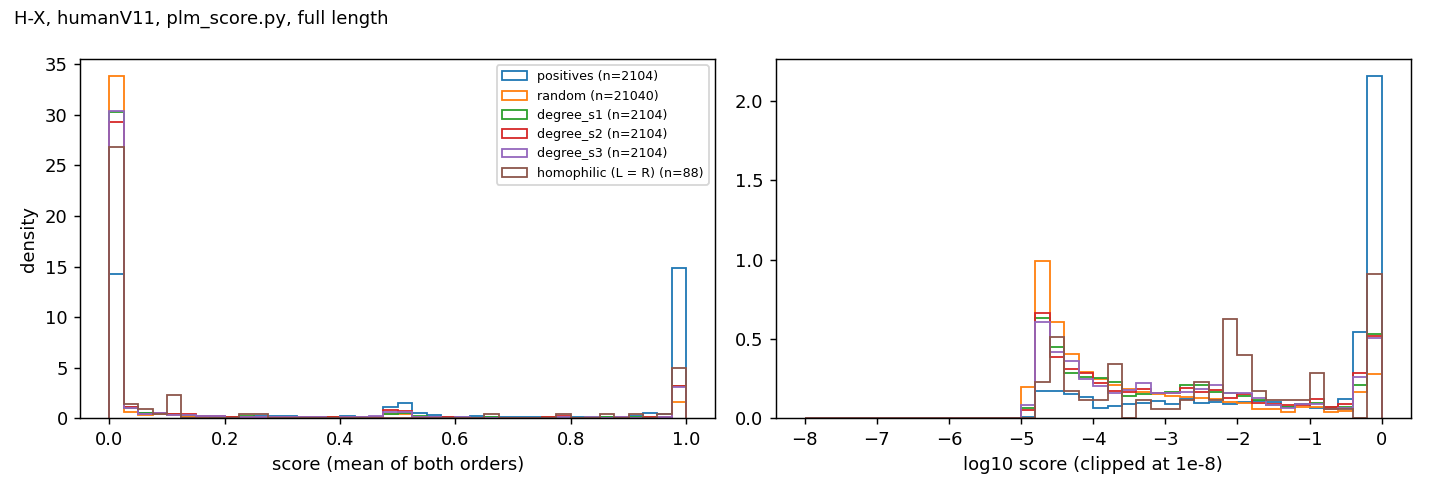 H-X, humanV11, plm_score.py, full length
35
30
25
20
15
10
5
0
density
positives (n=2104)
random (n=21040)
degree_s1 (n=2104)
degree_s2 (n=2104)
degree_s3 (n=2104)
homophilic (L = R) (n=88)
0.0 0.2 0.4 0.6 0.8 1.0
score (mean of both orders)
2.0
1.5
1.0
0.5
0.0
−8 −7 −6 −5 −4 −3 −2 −1 0
log10 score (clipped at 1e-8)